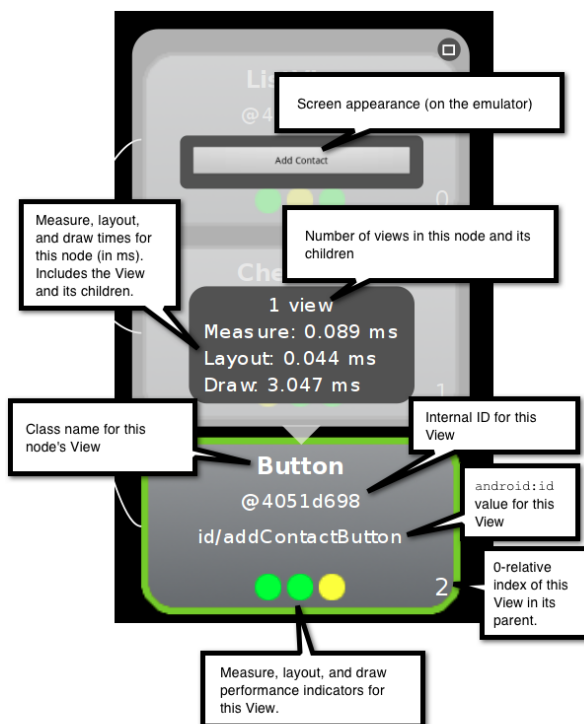 Screen appearance (on the emulator)
Add Contact
0
Measure, layout,
and draw times for
this node (in ms).
Includes the View
and its children.
Number of views in this node and its
children
1 view
Measure: 0.089 ms
Layout: 0.044 ms
Draw: 3.047 ms
1
Class name for this
node's View
Internal ID for this
View
Button
@4051d698
android:id
value for this
View
id/addContactButton
2
0-relative
index of this
View in its
parent.
Measure, layout, and draw
performance indicators for
this View.